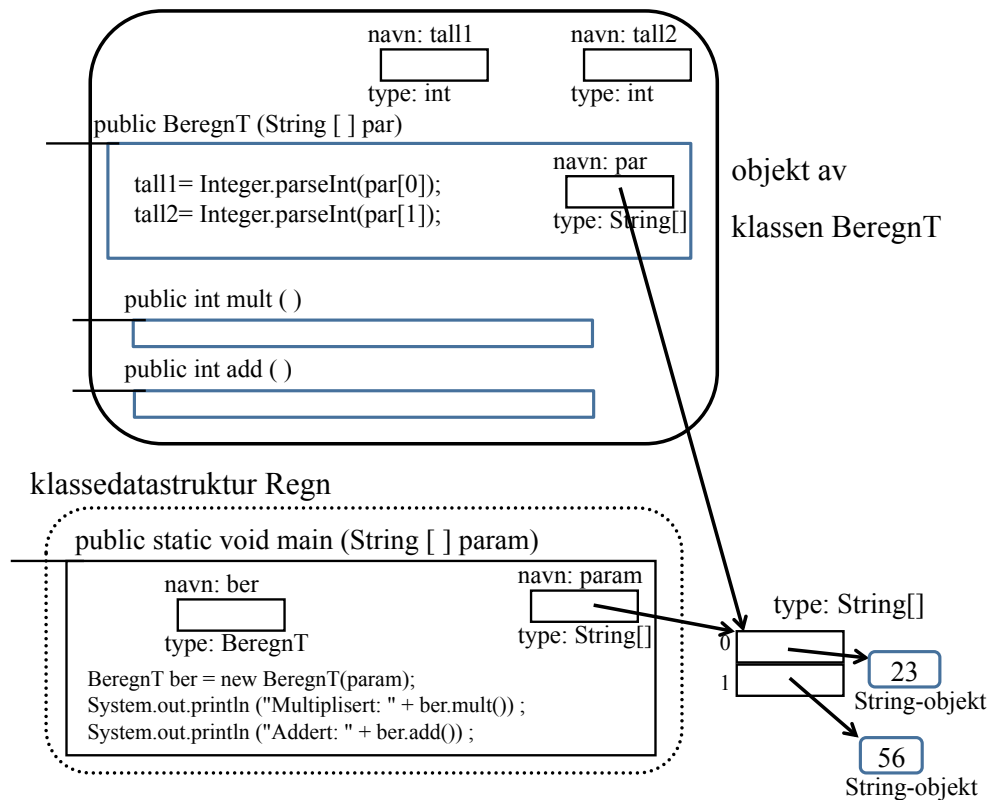 navn: tall1
navn: tall2
type: int
type: int
public BeregnT (String [ ] par)
navn: par
tall1= Integer.parseInt(par[0]);
tall2= Integer.parseInt(par[1]);
type: String[]
objekt av
klassen BeregnT
public int mult ( )
public int add ( )
klassedatastruktur Regn
public static void main (String [ ] param)
navn: ber
navn: param
type: BeregnT
type: String[]
BeregnT ber = new BeregnT(param);
System.out.println ("Multiplisert: " + ber.mult()) ;
System.out.println ("Addert: " + ber.add()) ;
type: String[]
0
1
23
String-objekt
56
String-objekt